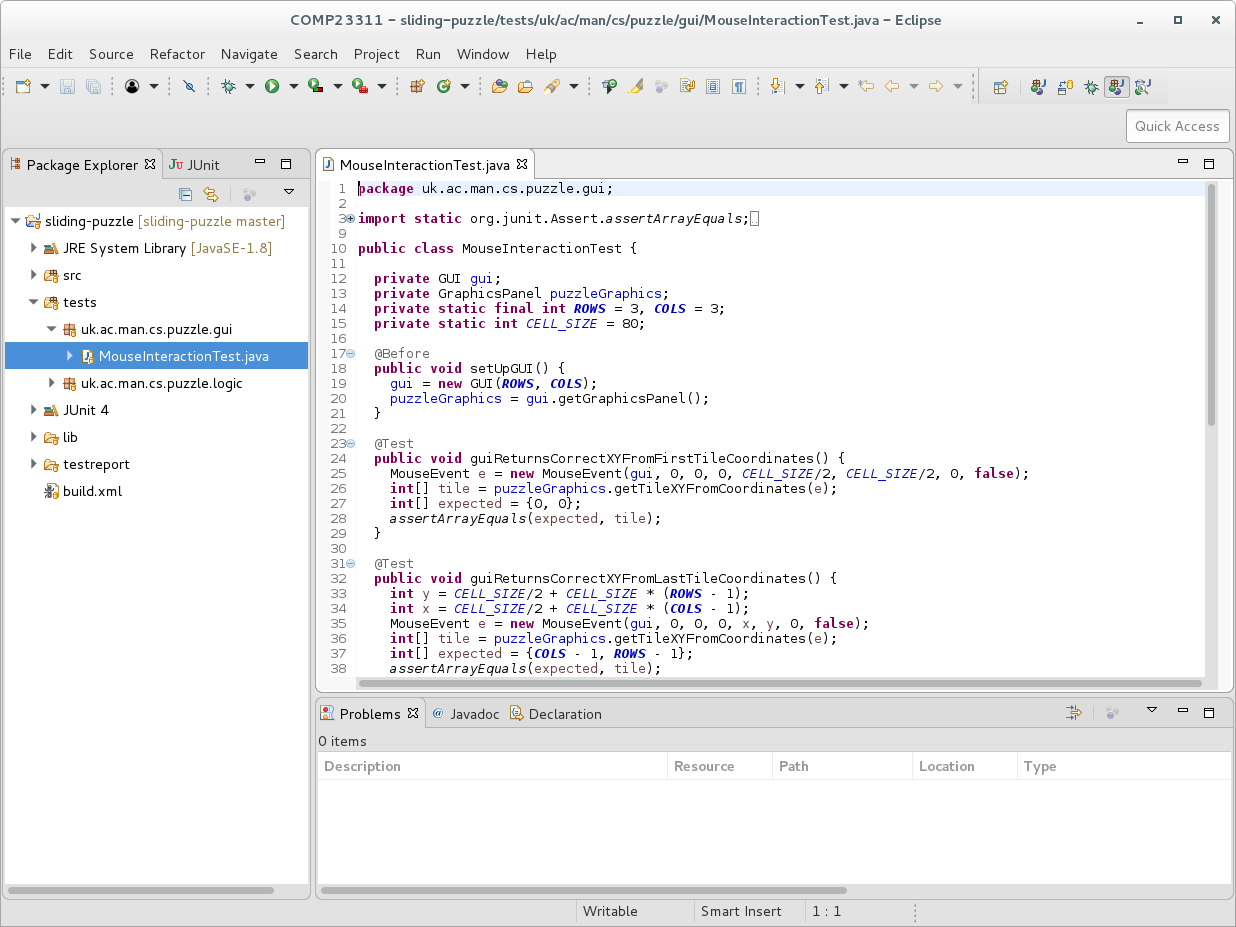 COMP23311 – sliding-puzzle/tests/uk/ac/man/cs/puzzle/gui/MouseInteractionTest.java – Eclipse
File Edit Source Refactor Navigate Search Project Run Window Help
Quick Access
Package Explorer
JUnit
sliding-puzzle [sliding-puzzle master]
JRE System Library [JavaSE-1.8]
src
tests
uk.ac.man.cs.puzzle.gui
MouseInteractionTest.java
uk.ac.man.cs.puzzle.logic
JUnit 4
lib
testreport
build.xml
MouseInteractionTest.java
1 package uk.ac.man.cs.puzzle.gui;
2
3 import static org.junit.Assert.assertArrayEquals;
9
10 public class MouseInteractionTest {
11
12 private GUI gui;
13 private GraphicsPanel puzzleGraphics;
14 private static final int ROWS = 3, COLS = 3;
15 private static int CELL_SIZE = 80;
16
17 @Before
18 public void setUpGUI() {
19 gui = new GUI(ROWS, COLS);
20 puzzleGraphics = gui.getGraphicsPanel();
21 }
22
23 @Test
24 public void guiReturnsCorrectXYFromFirstTileCoordinates() {
25 MouseEvent e = new MouseEvent(gui, 0, 0, 0, CELL_SIZE/2, CELL_SIZE/2, 0, false);
26 int[] tile = puzzleGraphics.getTileXYFromCoordinates(e);
27 int[] expected = {0, 0};
28 assertArrayEquals(expected, tile);
29 }
30
31 @Test
32 public void guiReturnsCorrectXYFromLastTileCoordinates() {
33 int y = CELL_SIZE/2 + CELL_SIZE * (ROWS - 1);
34 int x = CELL_SIZE/2 + CELL_SIZE * (COLS - 1);
35 MouseEvent e = new MouseEvent(gui, 0, 0, 0, x, y, 0, false);
36 int[] tile = puzzleGraphics.getTileXYFromCoordinates(e);
37 int[] expected = {COLS - 1, ROWS - 1};
38 assertArrayEquals(expected, tile);
Problems @ Javadoc Declaration
0 items
Description Resource Path Location Type
Writable Smart Insert 1 : 1